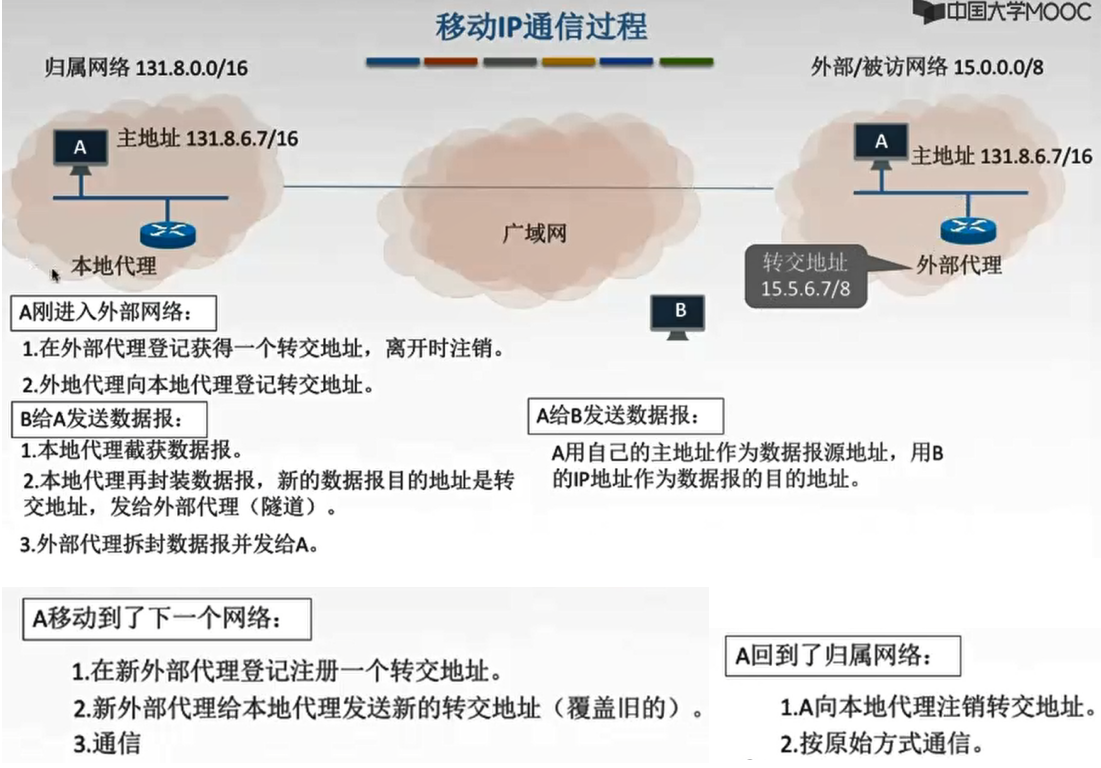 中国大学MOOC
移动IP通信过程
归属网络 131.8.0.0/16
外部/被访网络 15.0.0.0/8
A
主地址 131.8.6.7/16
A
主地址 131.8.6.7/16
广域网
本地代理
转交地址
15.5.6.7/8
外部代理
B
A刚进入外部网络：
1.在外部代理登记获得一个转交地址，离开时注销。
2.外地代理向本地代理登记转交地址。
B给A发送数据报：
1.本地代理截获数据报。
2.本地代理再封装数据报，新的数据报目的地址是转
交地址，发给外部代理（隧道）。
3.外部代理拆封数据报并发给A。
A给B发送数据报：
A用自己的主地址作为数据报源地址，用B
的IP地址作为数据报的目的地址。
A移动到了下一个网络：
1.在新外部代理登记注册一个转交地址。
2.新外部代理给本地代理发送新的转交地址（覆盖旧的）。
3.通信
A回到了归属网络：
1.A向本地代理注销转交地址。
2.按原始方式通信。